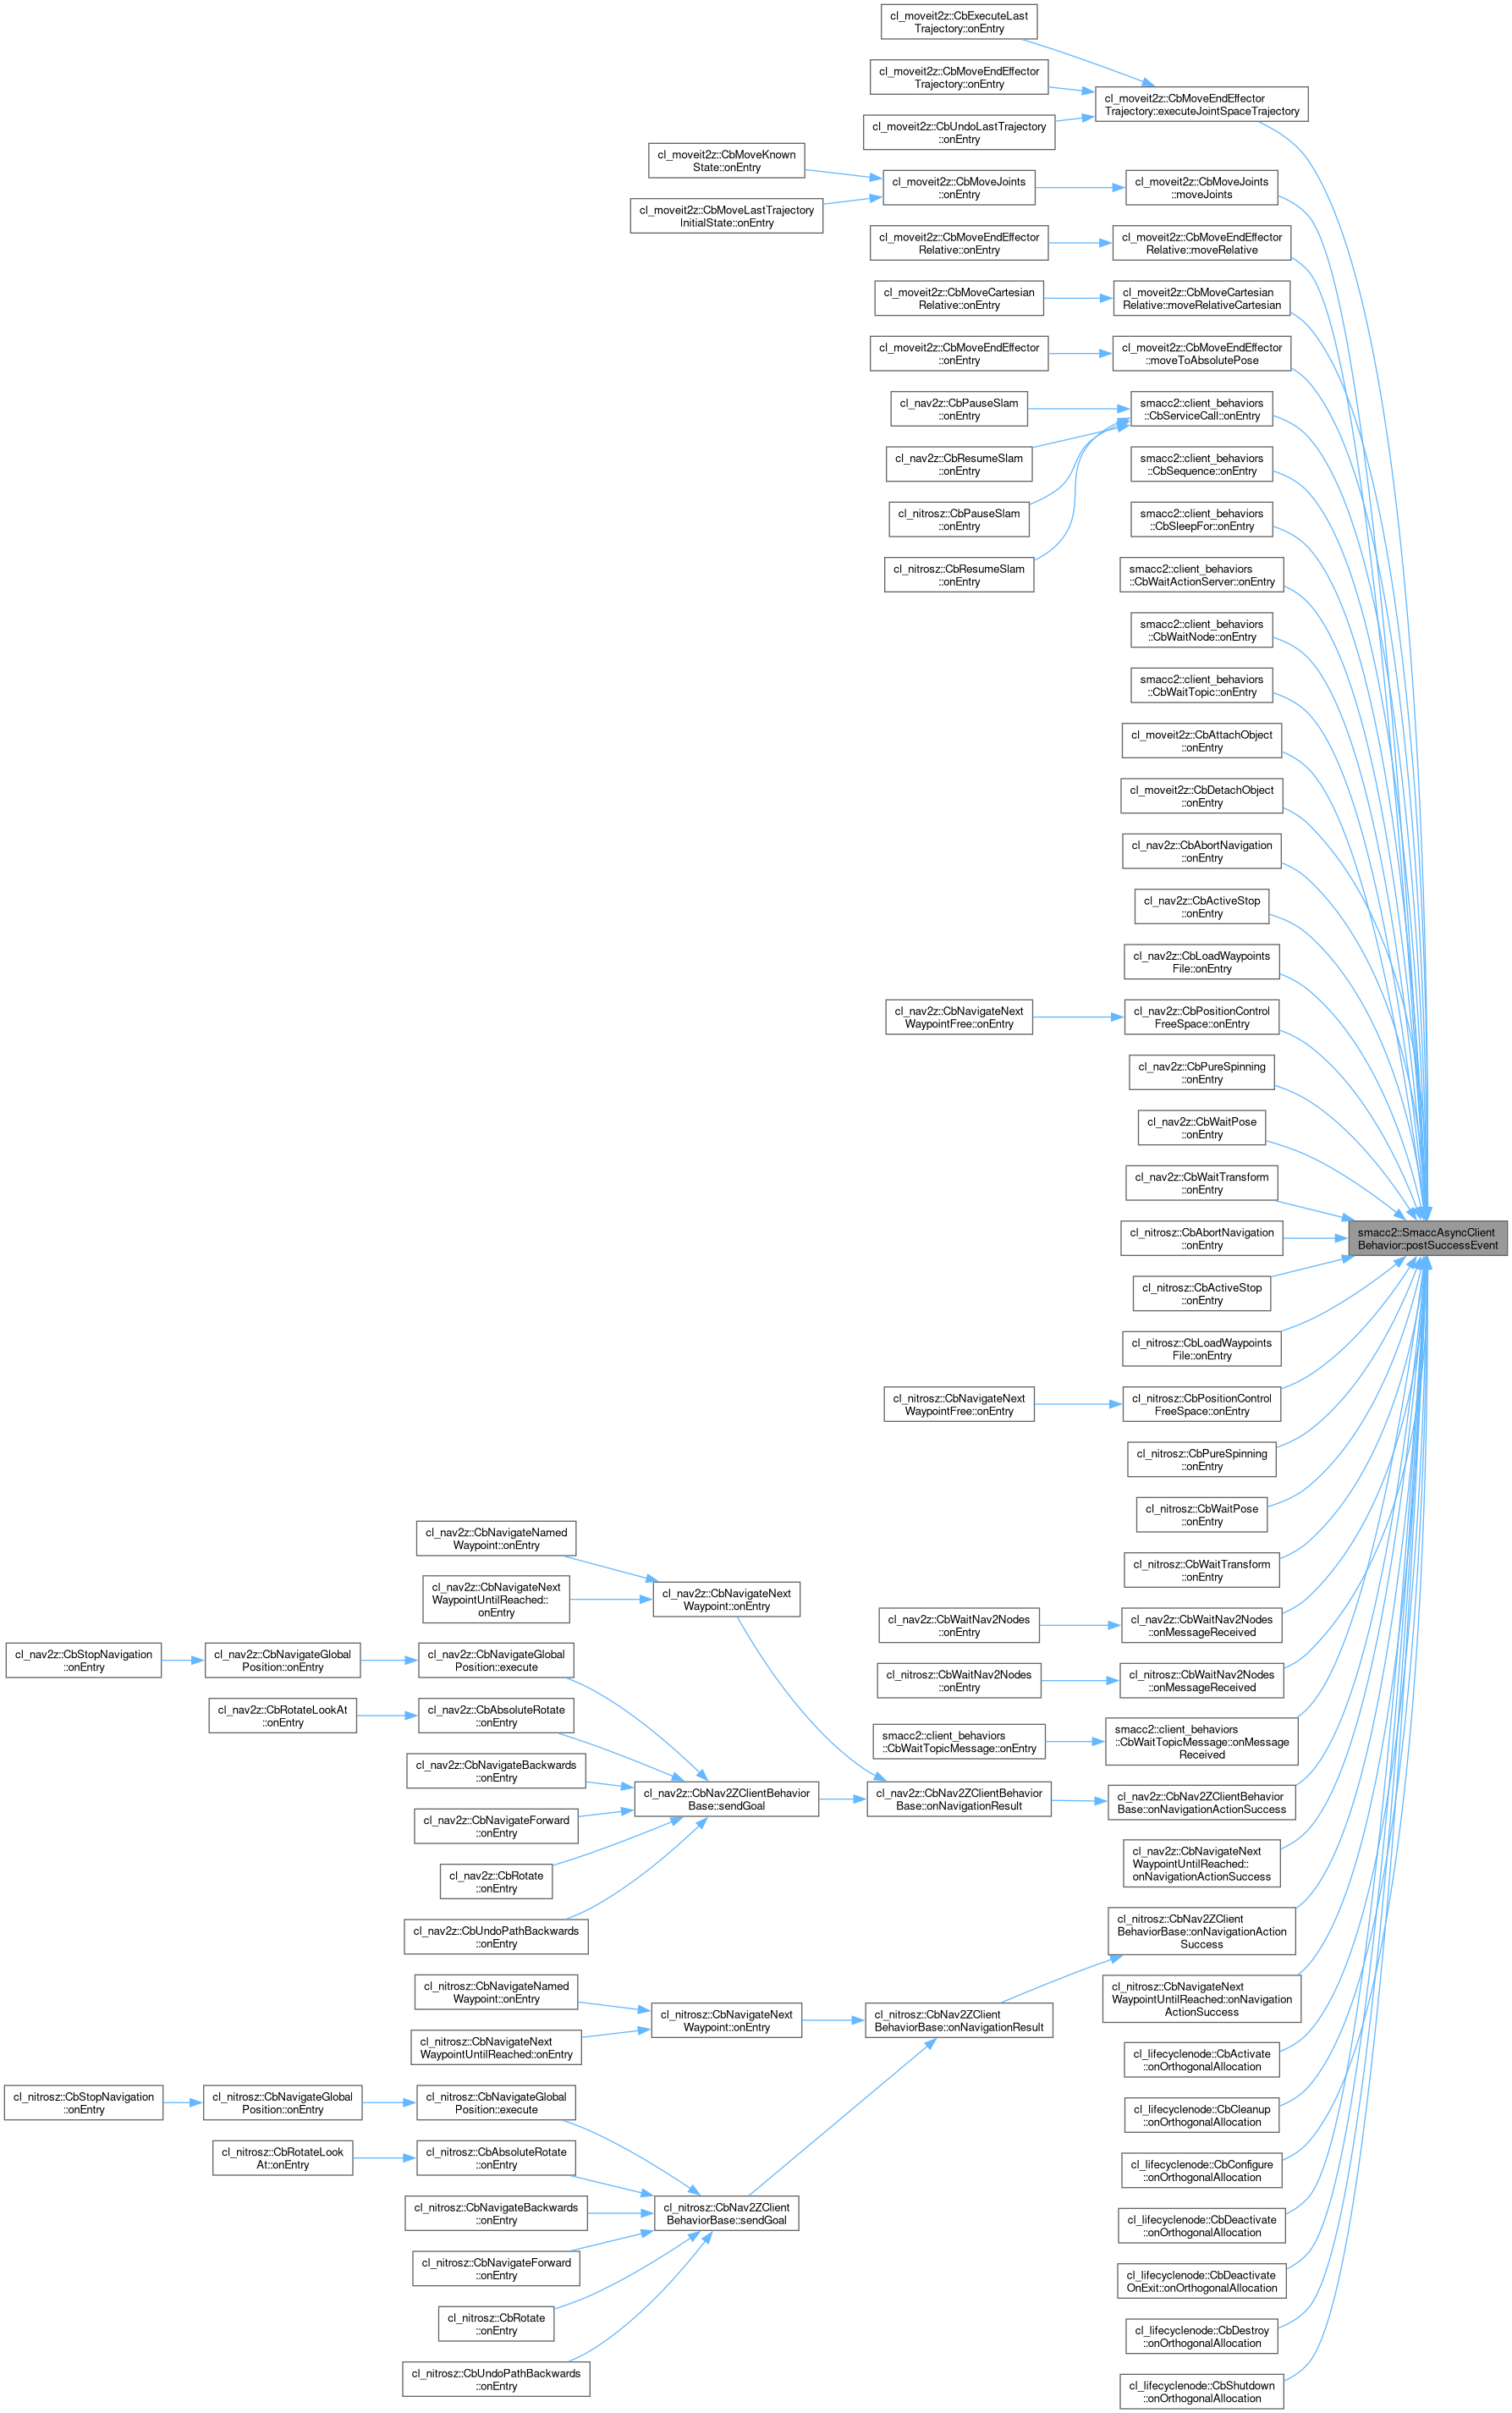 cl_moveit2z::CbExecuteLast
Trajectory::onEntry
cl_moveit2z::CbMoveEndEffector
Trajectory::onEntry
cl_moveit2z::CbMoveEndEffector
Trajectory::executeJointSpaceTrajectory
cl_moveit2z::CbUndoLastTrajectory
::onEntry
cl_moveit2z::CbMoveKnown
State::onEntry
cl_moveit2z::CbMoveJoints
::onEntry
cl_moveit2z::CbMoveJoints
::moveJoints
cl_moveit2z::CbMoveLastTrajectory
InitialState::onEntry
cl_moveit2z::CbMoveEndEffector
Relative::onEntry
cl_moveit2z::CbMoveEndEffector
Relative::moveRelative
cl_moveit2z::CbMoveCartesian
Relative::onEntry
cl_moveit2z::CbMoveCartesian
Relative::moveRelativeCartesian
cl_moveit2z::CbMoveEndEffector
::onEntry
cl_moveit2z::CbMoveEndEffector
::moveToAbsolutePose
cl_nav2z::CbPauseSlam
::onEntry
smacc2::client_behaviors
::CbServiceCall::onEntry
cl_nav2z::CbResumeSlam
::onEntry
smacc2::client_behaviors
::CbSequence::onEntry
cl_nitrosz::CbPauseSlam
::onEntry
smacc2::client_behaviors
::CbSleepFor::onEntry
cl_nitrosz::CbResumeSlam
::onEntry
smacc2::client_behaviors
::CbWaitActionServer::onEntry
smacc2::client_behaviors
::CbWaitNode::onEntry
smacc2::client_behaviors
::CbWaitTopic::onEntry
cl_moveit2z::CbAttachObject
::onEntry
cl_moveit2z::CbDetachObject
::onEntry
cl_nav2z::CbAbortNavigation
::onEntry
cl_nav2z::CbActiveStop
::onEntry
cl_nav2z::CbLoadWaypoints
File::onEntry
cl_nav2z::CbNavigateNext
WaypointFree::onEntry
cl_nav2z::CbPositionControl
FreeSpace::onEntry
cl_nav2z::CbPureSpinning
::onEntry
cl_nav2z::CbWaitPose
::onEntry
cl_nav2z::CbWaitTransform
::onEntry
cl_nitrosz::CbAbortNavigation
::onEntry
smacc2::SmaccAsyncClient
Behavior::postSuccessEvent
cl_nitrosz::CbActiveStop
::onEntry
cl_nitrosz::CbLoadWaypoints
File::onEntry
cl_nitrosz::CbNavigateNext
WaypointFree::onEntry
cl_nitrosz::CbPositionControl
FreeSpace::onEntry
cl_nitrosz::CbPureSpinning
::onEntry
cl_nitrosz::CbWaitPose
::onEntry
cl_nav2z::CbNavigateNamed
Waypoint::onEntry
cl_nitrosz::CbWaitTransform
::onEntry
cl_nav2z::CbNavigateNext
WaypointUntilReached::
onEntry
cl_nav2z::CbNavigateNext
Waypoint::onEntry
cl_nav2z::CbWaitNav2Nodes
::onEntry
cl_nav2z::CbWaitNav2Nodes
::onMessageReceived
cl_nav2z::CbStopNavigation
::onEntry
cl_nav2z::CbNavigateGlobal
Position::onEntry
cl_nav2z::CbNavigateGlobal
Position::execute
cl_nitrosz::CbWaitNav2Nodes
::onEntry
cl_nitrosz::CbWaitNav2Nodes
::onMessageReceived
cl_nav2z::CbRotateLookAt
::onEntry
cl_nav2z::CbAbsoluteRotate
::onEntry
smacc2::client_behaviors
::CbWaitTopicMessage::onEntry
smacc2::client_behaviors
::CbWaitTopicMessage::onMessage
Received
cl_nav2z::CbNavigateBackwards
::onEntry
cl_nav2z::CbNav2ZClientBehavior
Base::sendGoal
cl_nav2z::CbNav2ZClientBehavior
Base::onNavigationResult
cl_nav2z::CbNav2ZClientBehavior
Base::onNavigationActionSuccess
cl_nav2z::CbNavigateForward
::onEntry
cl_nav2z::CbRotate
::onEntry
cl_nav2z::CbNavigateNext
WaypointUntilReached::
onNavigationActionSuccess
cl_nav2z::CbUndoPathBackwards
::onEntry
cl_nitrosz::CbNav2ZClient
BehaviorBase::onNavigationAction
Success
cl_nitrosz::CbNavigateNamed
Waypoint::onEntry
cl_nitrosz::CbNavigateNext
WaypointUntilReached::onNavigation
ActionSuccess
cl_nitrosz::CbNavigateNext
Waypoint::onEntry
cl_nitrosz::CbNav2ZClient
BehaviorBase::onNavigationResult
cl_nitrosz::CbNavigateNext
WaypointUntilReached::onEntry
cl_lifecyclenode::CbActivate
::onOrthogonalAllocation
cl_nitrosz::CbStopNavigation
::onEntry
cl_nitrosz::CbNavigateGlobal
Position::onEntry
cl_nitrosz::CbNavigateGlobal
Position::execute
cl_lifecyclenode::CbCleanup
::onOrthogonalAllocation
cl_nitrosz::CbRotateLook
At::onEntry
cl_nitrosz::CbAbsoluteRotate
::onEntry
cl_lifecyclenode::CbConfigure
::onOrthogonalAllocation
cl_nitrosz::CbNavigateBackwards
::onEntry
cl_nitrosz::CbNav2ZClient
BehaviorBase::sendGoal
cl_lifecyclenode::CbDeactivate
::onOrthogonalAllocation
cl_nitrosz::CbNavigateForward
::onEntry
cl_lifecyclenode::CbDeactivate
OnExit::onOrthogonalAllocation
cl_nitrosz::CbRotate
::onEntry
cl_lifecyclenode::CbDestroy
::onOrthogonalAllocation
cl_nitrosz::CbUndoPathBackwards
::onEntry
cl_lifecyclenode::CbShutdown
::onOrthogonalAllocation